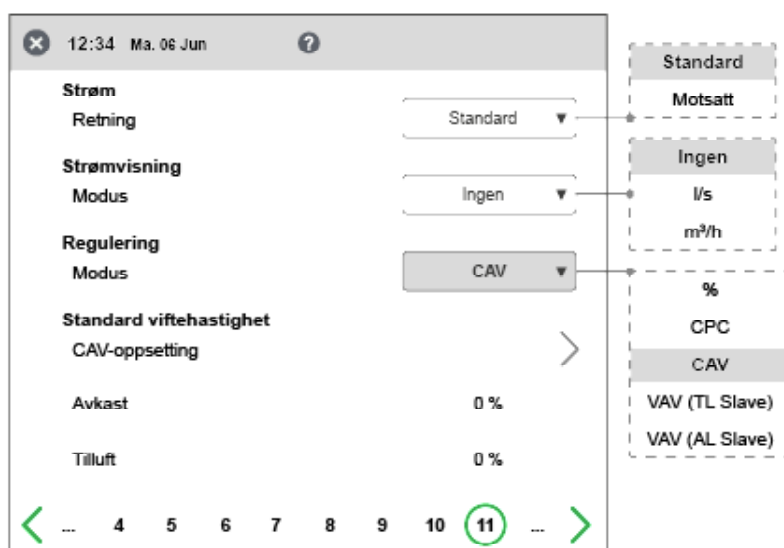 12:34 Ma. 06 Jun ?
Strøm
Retning Standard
Strømvisning
Modus Ingen
Regulering
Modus CAV
Standard viftehastighet
CAV-oppsetting
Avkast 0 %
Tilluft 0 %
... 4 5 6 7 8 9 10 11 ...
Standard
Motsatt
Ingen
l/s
m³/h
%
CPC
CAV
VAV (TL Slave)
VAV (AL Slave)